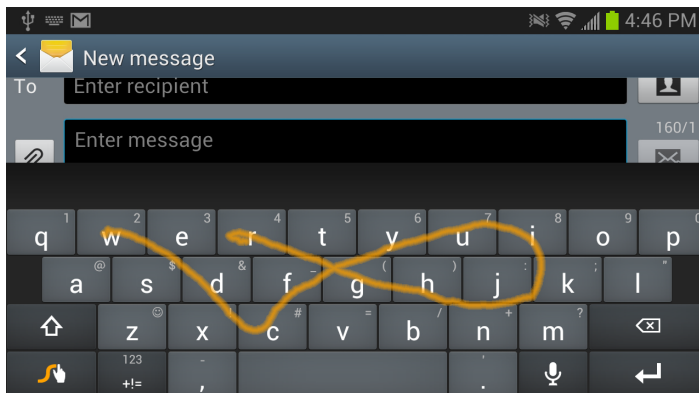 4:46 PM
New message
To Enter recipient
Enter message 160/1
1 2 3 4 5 6 7 8 9 0
q w e r t y u i o p
@ $ & _ ( ) : ; "
a s d f g h j k l
! # = / + ?
z x c v b n m
123 - '
+!= , .